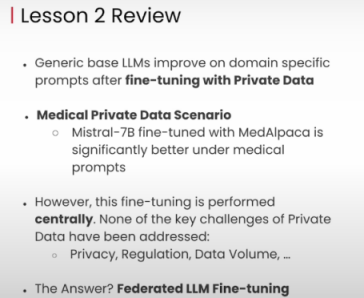 Lesson 2 Review
• Generic base LLMs improve on domain specific
prompts after fine-tuning with Private Data
• Medical Private Data Scenario
○ Mistral-7B fine-tuned with MedAlpaca is
significantly better under medical
prompts
• However, this fine-tuning is performed
centrally. None of the key challenges of Private
Data have been addressed:
○ Privacy, Regulation, Data Volume, ...
• The Answer? Federated LLM Fine-tuning